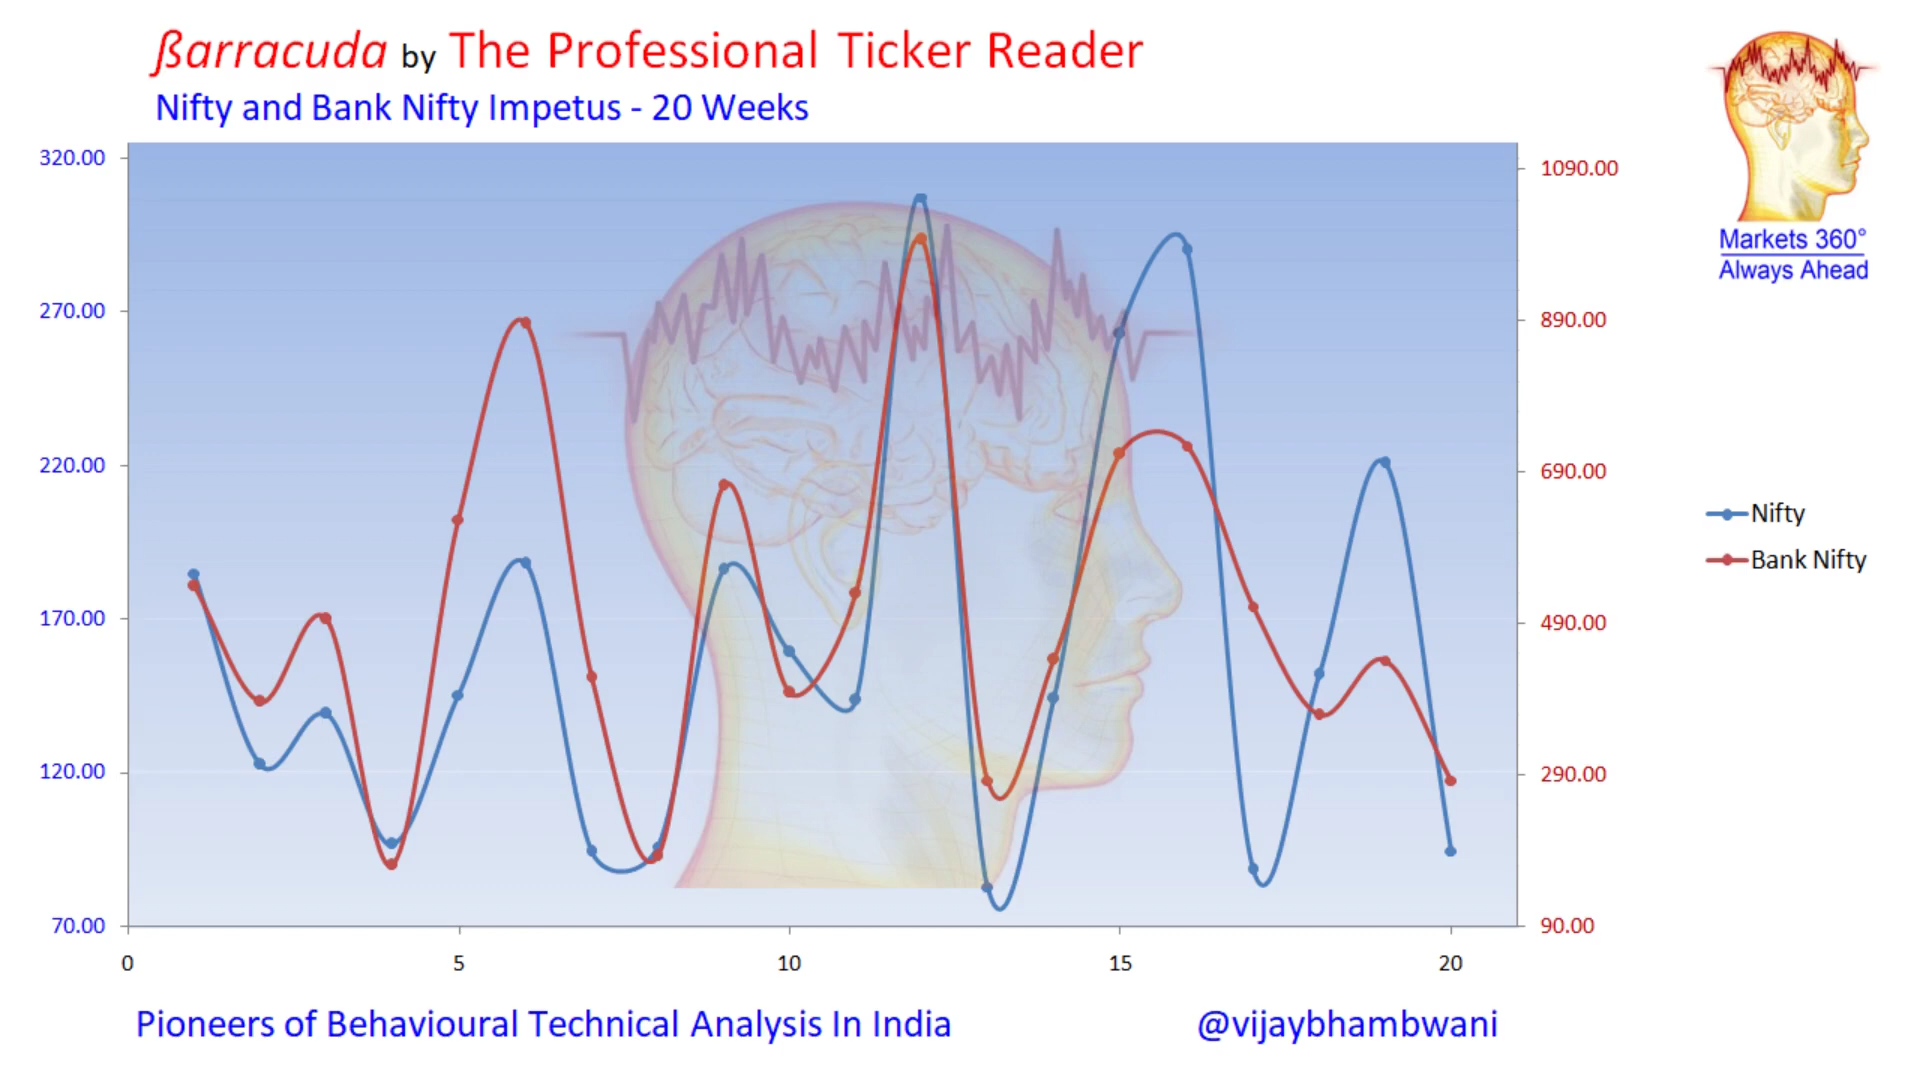 ßarracuda by The Professional Ticker Reader
Nifty and Bank Nifty Impetus - 20 Weeks
Markets 360°
Always Ahead
320.00
270.00
220.00
170.00
120.00
70.00
1090.00
890.00
690.00
490.00
290.00
90.00
Nifty
Bank Nifty
0 5 10 15 20
Pioneers of Behavioural Technical Analysis In India @vijaybhambwani